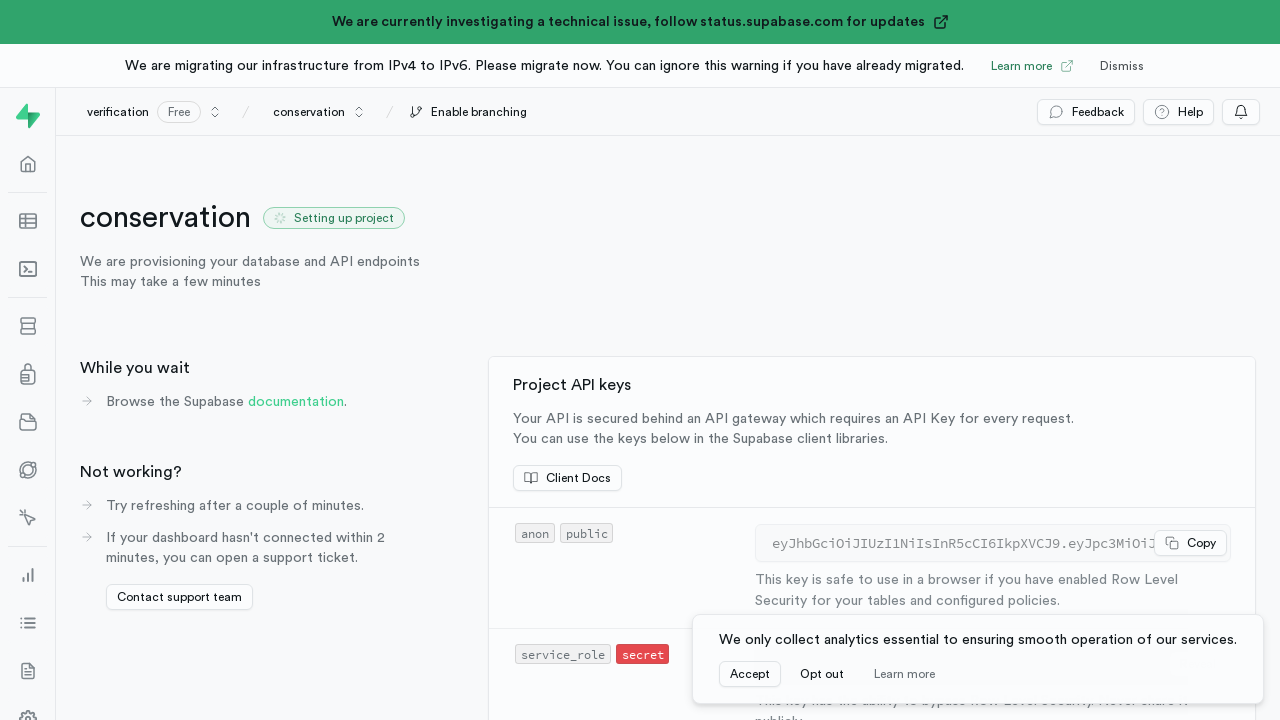 We are currently investigating a technical issue, follow status.supabase.com for updates
We are migrating our infrastructure from IPv4 to IPv6. Please migrate now. You can ignore this warning if you have already migrated.
Learn more
Dismiss
verification
Free
/
conservation
/
Enable branching
Feedback
Help
conservation
Setting up project
We are provisioning your database and API endpoints
This may take a few minutes
While you wait
Browse the Supabase documentation.
Not working?
Try refreshing after a couple of minutes.
If your dashboard hasn't connected within 2
minutes, you can open a support ticket.
Contact support team
Project API keys
Your API is secured behind an API gateway which requires an API Key for every request.
You can use the keys below in the Supabase client libraries.
Client Docs
anon
public
eyJhbGciOiJIUzI1NiIsInR5cCI6IkpXVCJ9.eyJpc3MiOiJ
Copy
This key is safe to use in a browser if you have enabled Row Level
Security for your tables and configured policies.
service_role
secret
We only collect analytics essential to ensuring smooth operation of our services.
Accept
Opt out
Learn more